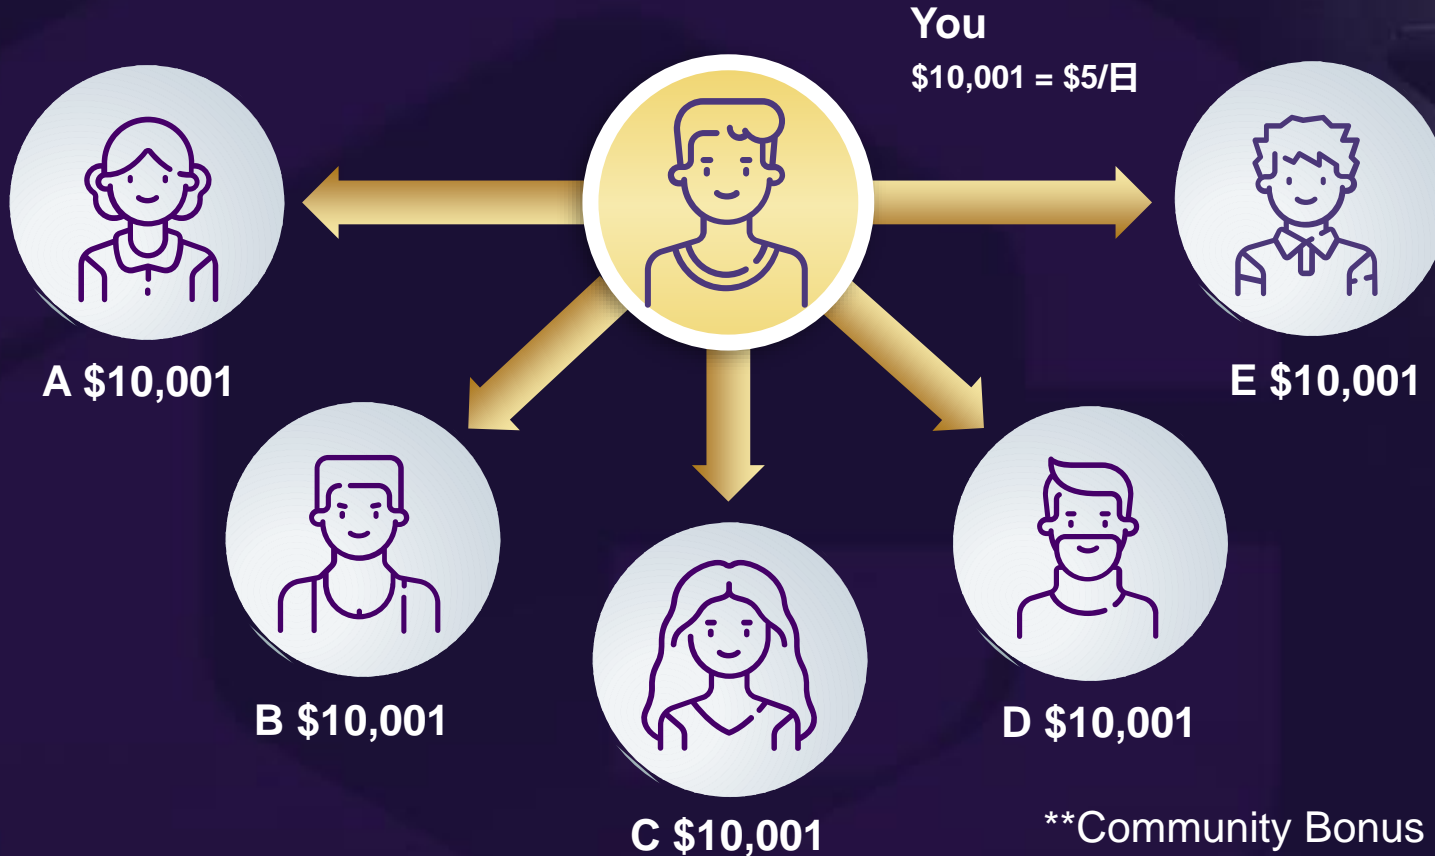 You
$10,001 = $5/日
A $10,001
E $10,001
B $10,001
D $10,001
C $10,001
**Community Bonus